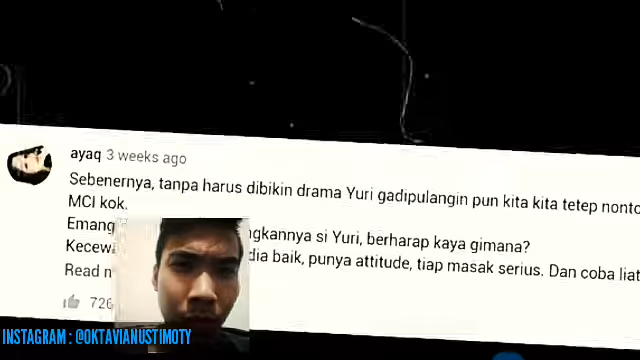 ayaq 3 weeks ago
Sebenernya, tanpa harus dibikin drama Yuri gadipulangin pun kita kita tetep nonto
MCI kok.
Emang gkannya si Yuri, berharap kaya gimana?
Kecew dia baik, punya attitude, tiap masak serius. Dan coba liat
Read
726
INSTAGRAM : @OKTAVIANUSTIMOTY